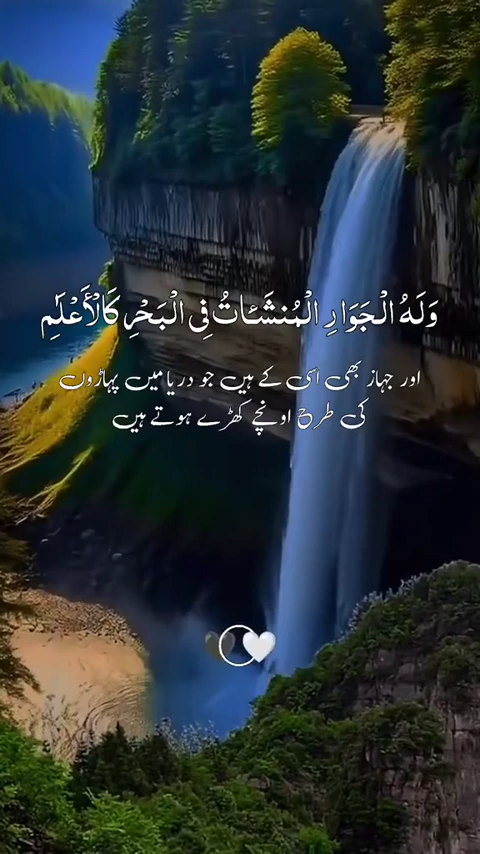 وَلَهُ الْجَوَارِ الْمُنشَـَٔاتُ فِى الْبَحْرِ كَالْأَعْلَٰمِ
اور جہاز بھی اسی کے ہیں جو دریا میں پہاڑوں
کی طرح اونچے کھڑے ہوتے ہیں